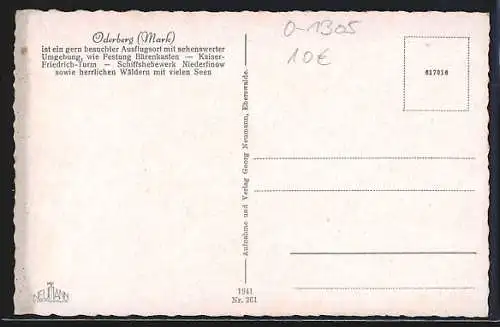 Oderberg (Mark)
ist ein gern besuchter Ausflugsort mit sehenswerter
Umgebung, wie Festung Bärenkasten — Kaiser-
Friedrich-Turm — Schiffshebewerk Niederfinow
sowie herrlichen Wäldern mit vielen Seen
O-1305
10€
617016
Aufnahme und Verlag Georg Neumann, Eberswalde.
1941
Nr. 261
NEUMANN